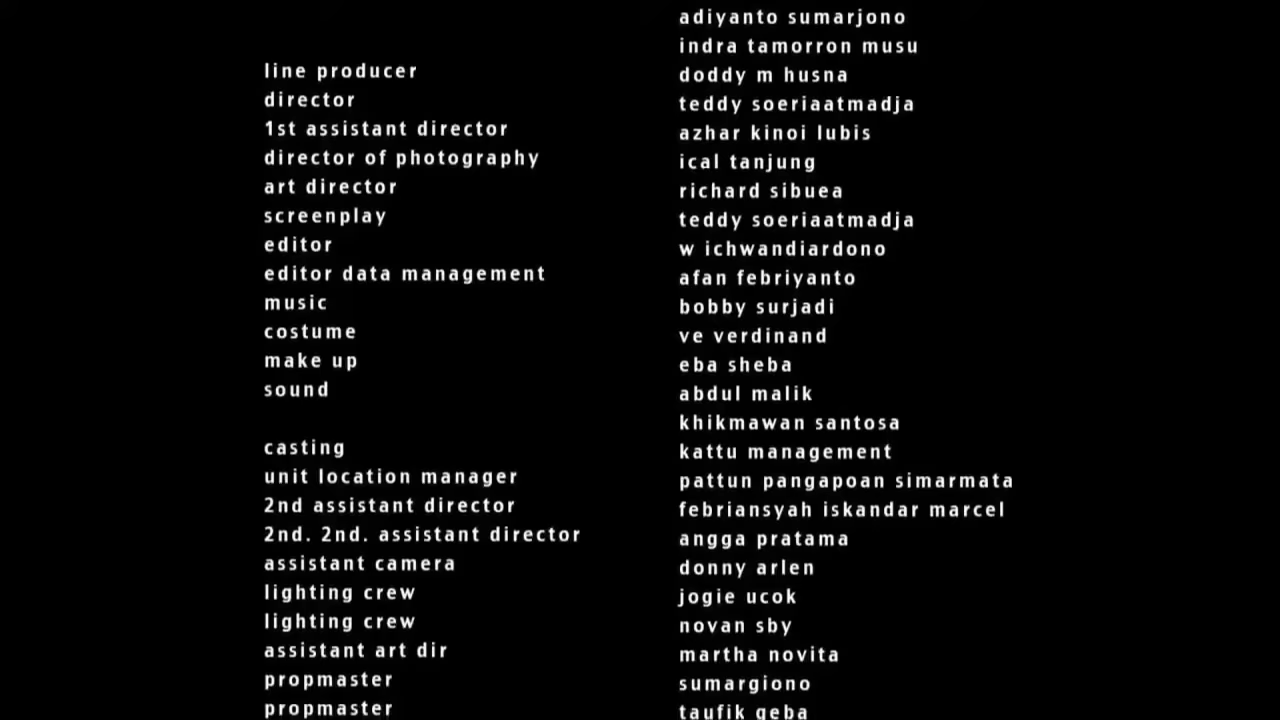 adiyanto sumarjono
indra tamorron musu
line producer doddy m husna
director teddy soeriaatmadja
1st assistant director azhar kinoi lubis
director of photography ical tanjung
art director richard sibuea
screenplay teddy soeriaatmadja
editor w ichwandiardono
editor data management afan febriyanto
music bobby surjadi
costume ve verdinand
make up eba sheba
sound abdul malik
khikmawan santosa
casting kattu management
unit location manager pattun pangapoan simarmata
2nd assistant director febriansyah iskandar marcel
2nd. 2nd. assistant director angga pratama
assistant camera donny arlen
lighting crew jogie ucok
lighting crew novan sby
assistant art dir martha novita
propmaster sumargiono
propmaster taufik geba